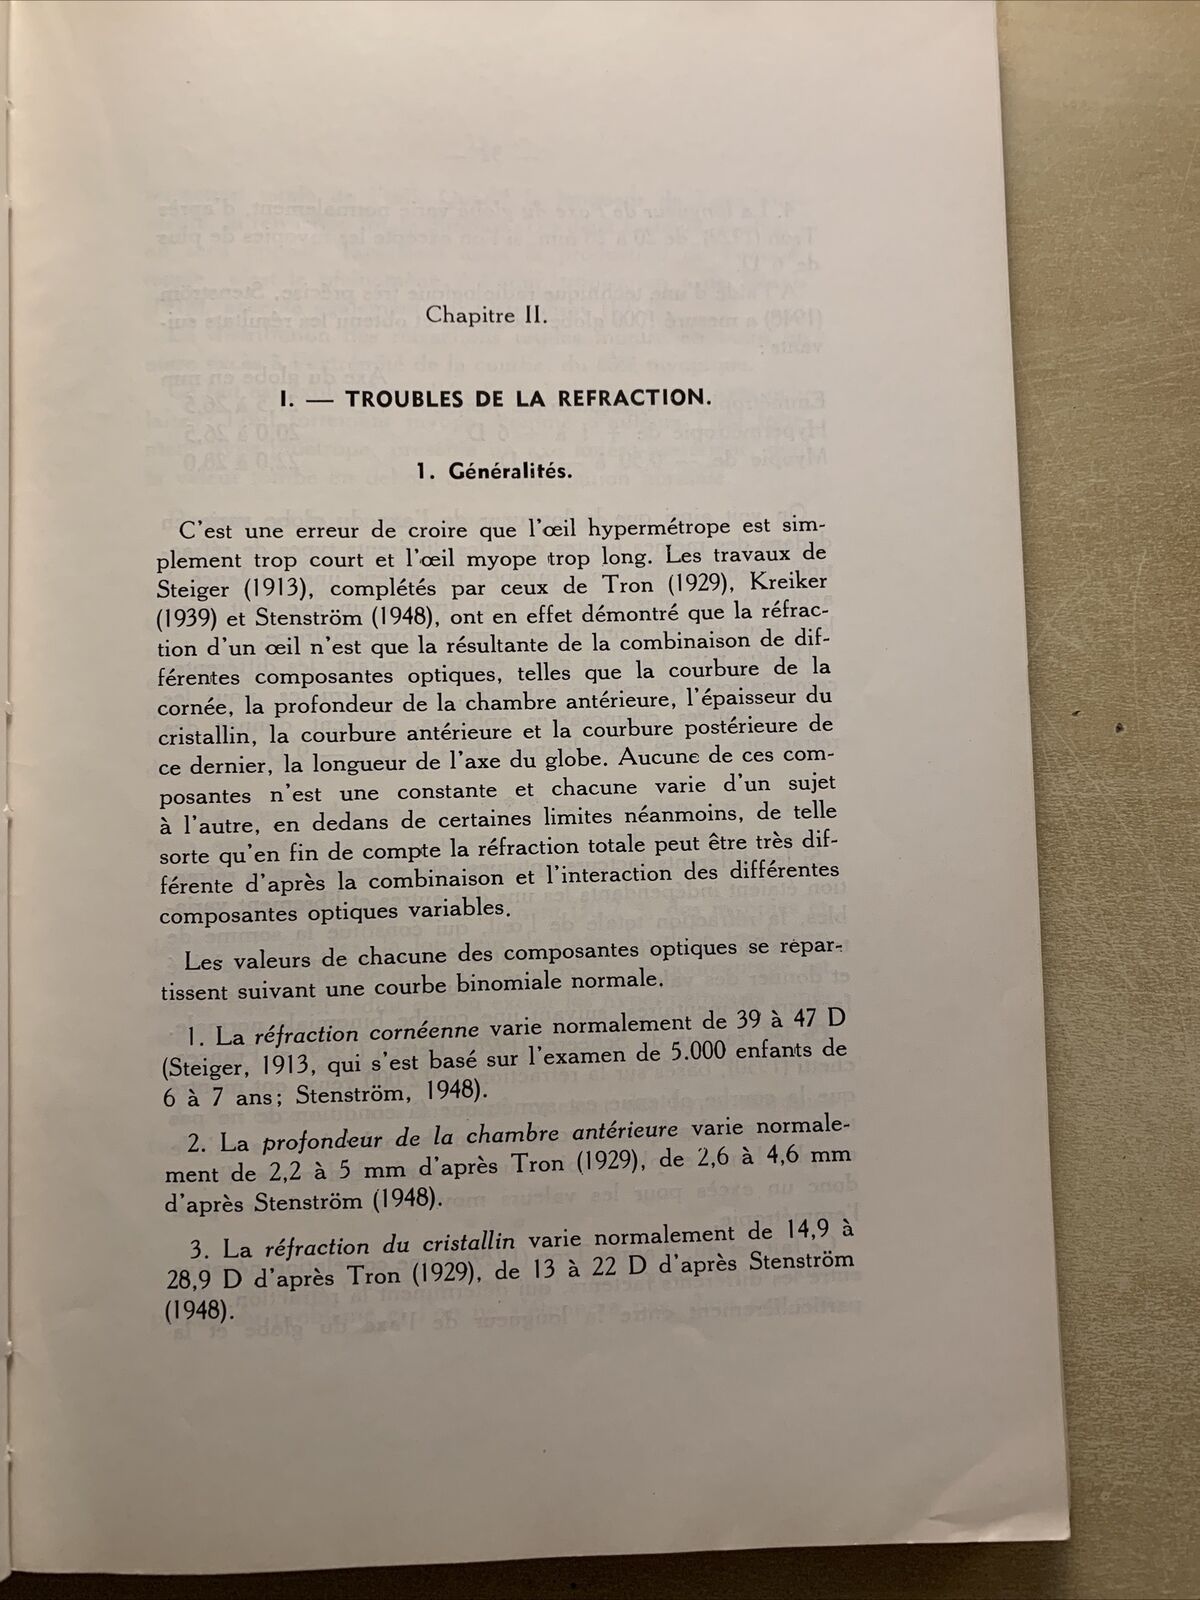 Chapitre II.
I. — TROUBLES DE LA REFRACTION.
1. Généralités.
C'est une erreur de croire que l'œil hypermétrope est sim-
plement trop court et l'œil myope trop long. Les travaux de
Steiger (1913), complétés par ceux de Tron (1929), Kreiker
(1939) et Stenström (1948), ont en effet démontré que la réfrac-
tion d'un œil n'est que la résultante de la combinaison de dif-
férentes composantes optiques, telles que la courbure de la
cornée, la profondeur de la chambre antérieure, l'épaisseur du
cristallin, la courbure antérieure et la courbure postérieure de
ce dernier, la longueur de l'axe du globe. Aucune de ces com-
posantes n'est une constante et chacune varie d'un sujet
à l'autre, en dedans de certaines limites néanmoins, de telle
sorte qu'en fin de compte la réfraction totale peut être très dif-
férente d'après la combinaison et l'interaction des différentes
composantes optiques variables.
Les valeurs de chacune des composantes optiques se répar-
tissent suivant une courbe binomiale normale.
1. La réfraction cornéenne varie normalement de 39 à 47 D
(Steiger, 1913, qui s'est basé sur l'examen de 5.000 enfants de
6 à 7 ans; Stenström, 1948).
2. La profondeur de la chambre antérieure varie normale-
ment de 2,2 à 5 mm d'après Tron (1929), de 2,6 à 4,6 mm
d'après Stenström (1948).
3. La réfraction du cristallin varie normalement de 14,9 à
28,9 D d'après Tron (1929), de 13 à 22 D d'après Stenström
(1948).